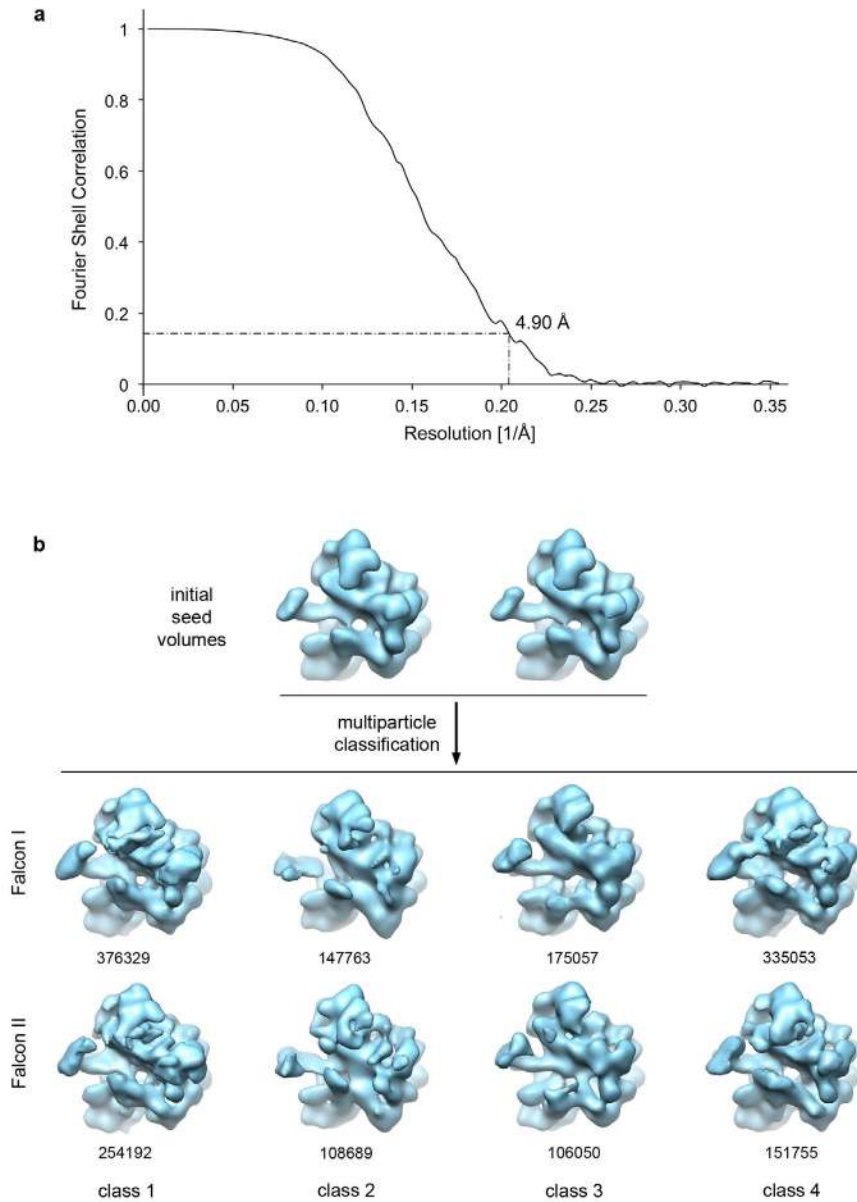 a
1
0.8
0.6
0.4
0.2
0
Fourier Shell Correlation
4.90 Å
0.00 0.05 0.10 0.15 0.20 0.25 0.30 0.35
Resolution [1/Å]
b
initial
seed
volumes
multiparticle
classification
Falcon I
376329 147763 175057 335053
Falcon II
254192 108689 106050 151755
class 1 class 2 class 3 class 4